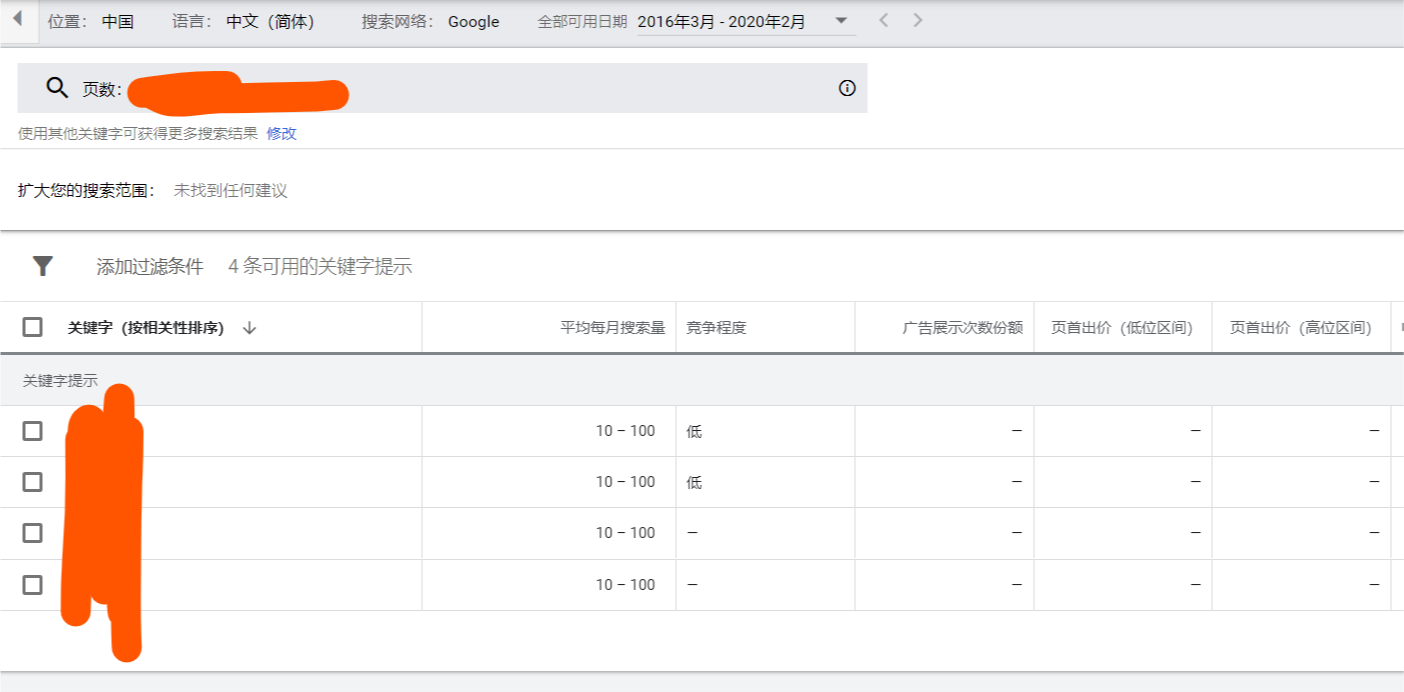 位置： 中国 语言： 中文（简体） 搜索网络： Google 全部可用日期 2016年3月 - 2020年2月
页数：
使用其他关键字可获得更多搜索结果 修改
扩大您的搜索范围： 未找到任何建议
添加过滤条件 4 条可用的关键字提示
关键字（按相关性排序） 平均每月搜索量 竞争程度 广告展示次数份额 页首出价（低位区间） 页首出价（高位区间）
关键字提示
10 – 100 低 – – –
10 – 100 低 – – –
10 – 100 – – – –
10 – 100 – – – –